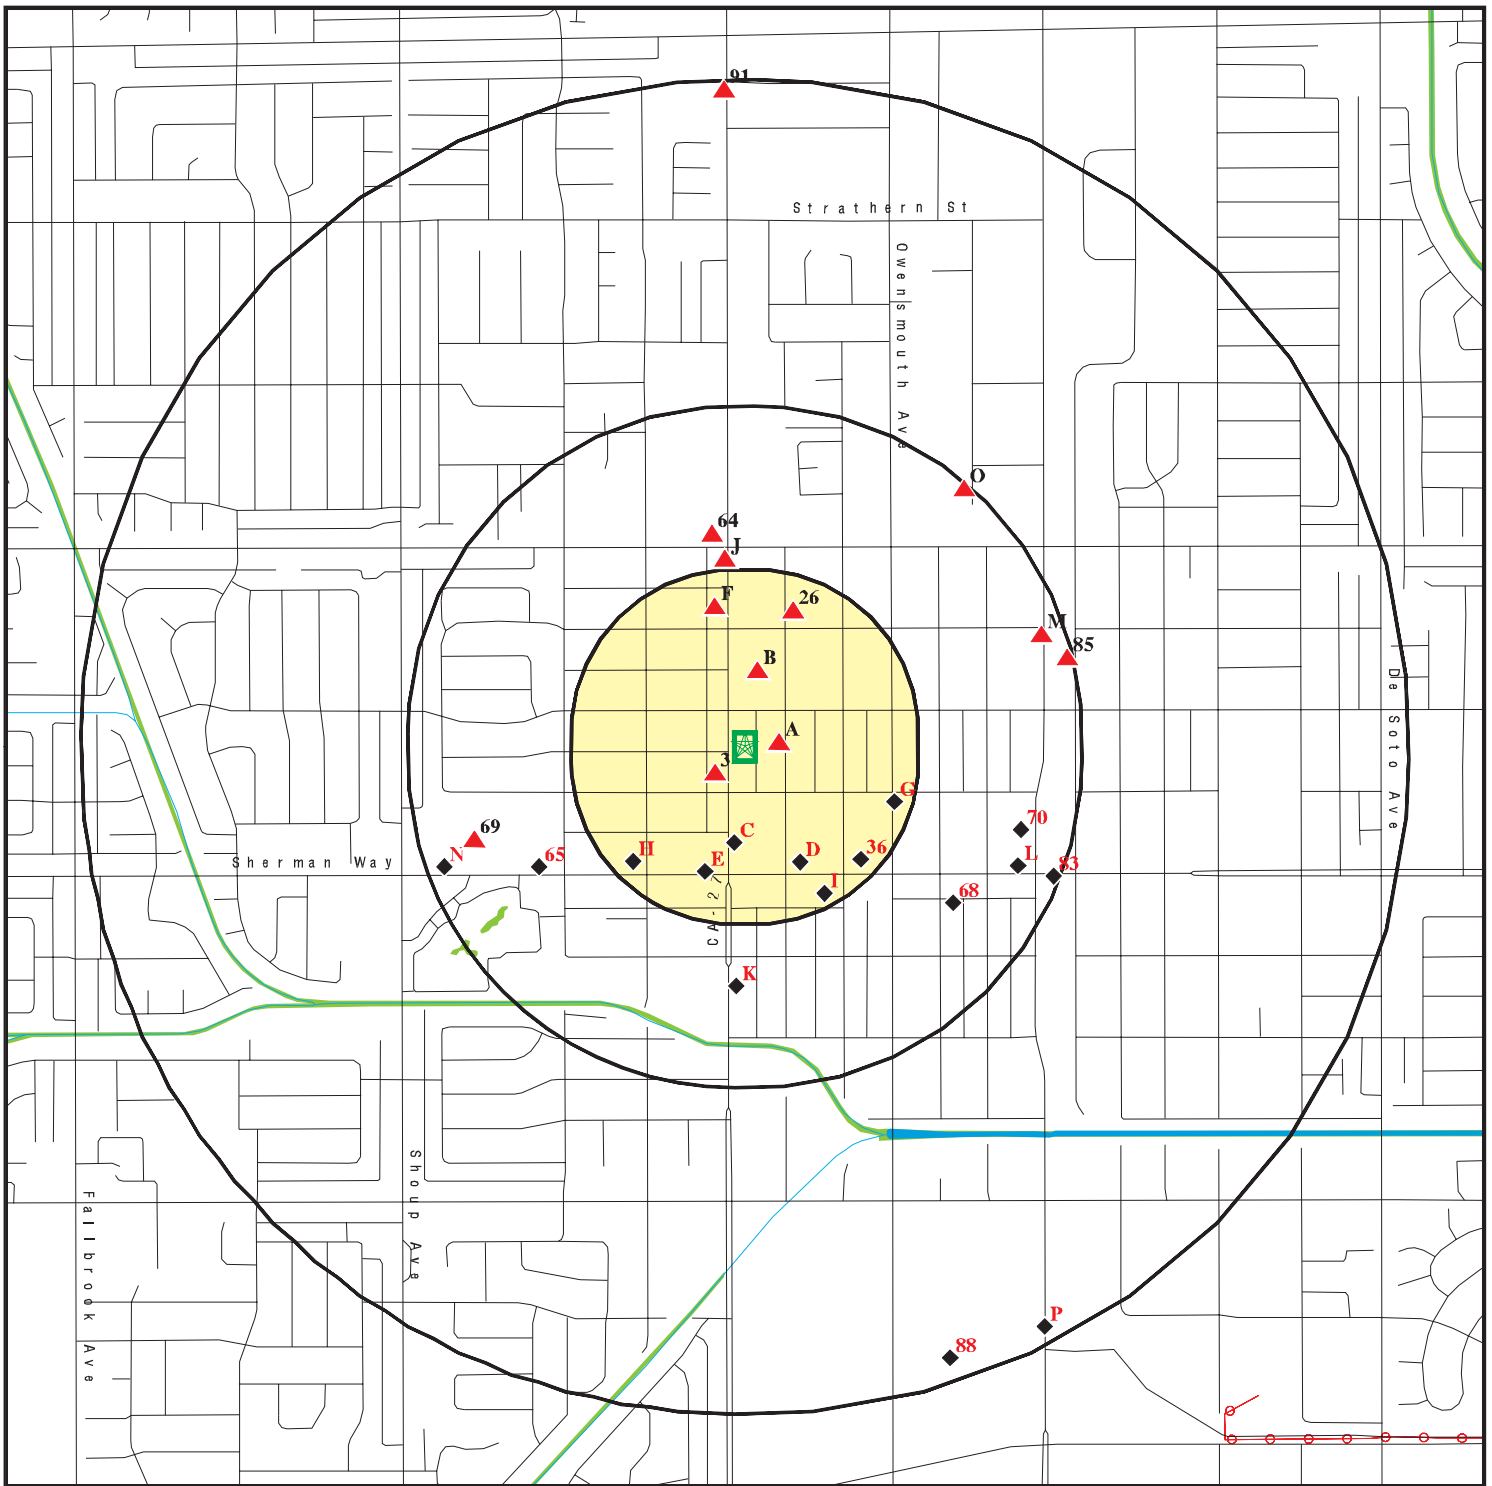 91
Strathern St
Owensmouth Ave
O
64
J
F
26
M
85
B
De Soto Ave
A
3
G
70
69
C
Sherman Way
N
65
H
E
D
36
L
83
I
68
CA-27
K
Shoup Ave
Fallbrook Ave
P
88